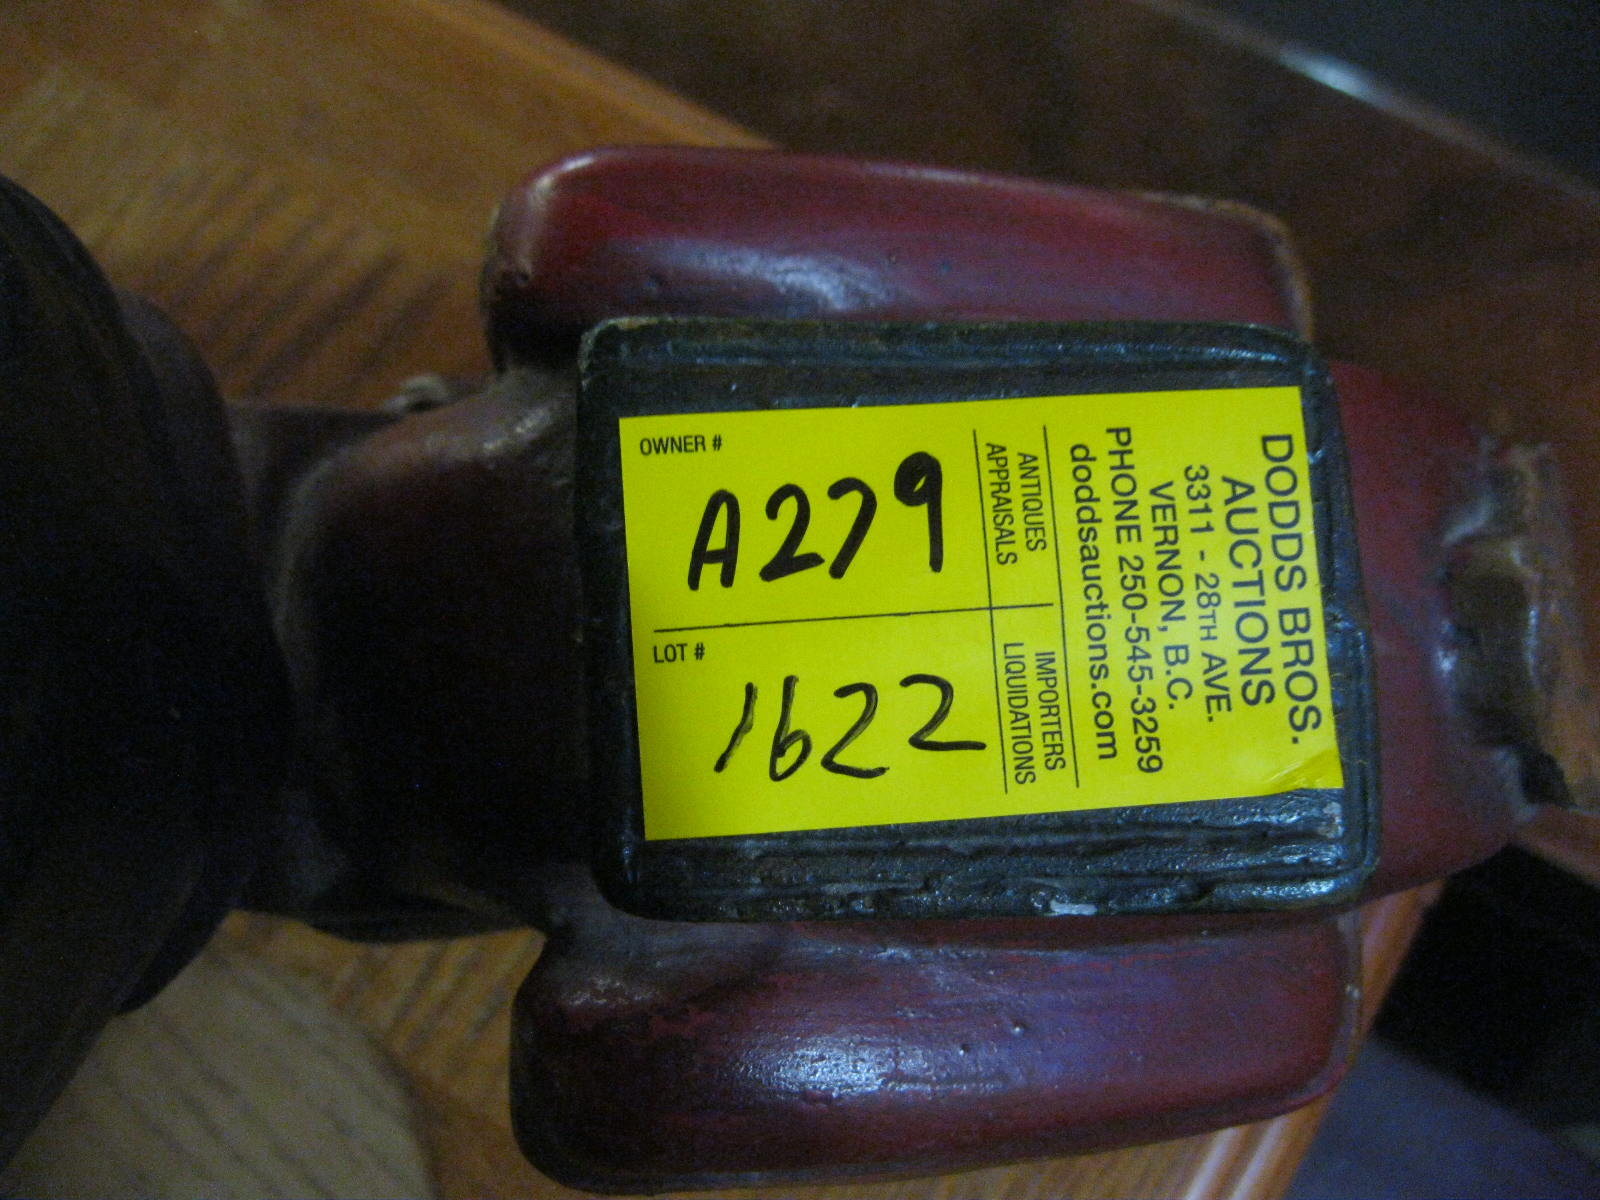 DODDS BROS.
AUCTIONS
3311 - 28TH AVE.
VERNON, B.C.
PHONE 250-545-3259
doddsauctions.com
ANTIQUES
APPRAISALS
IMPORTERS
LIQUIDATIONS
OWNER #
A279
LOT #
1622